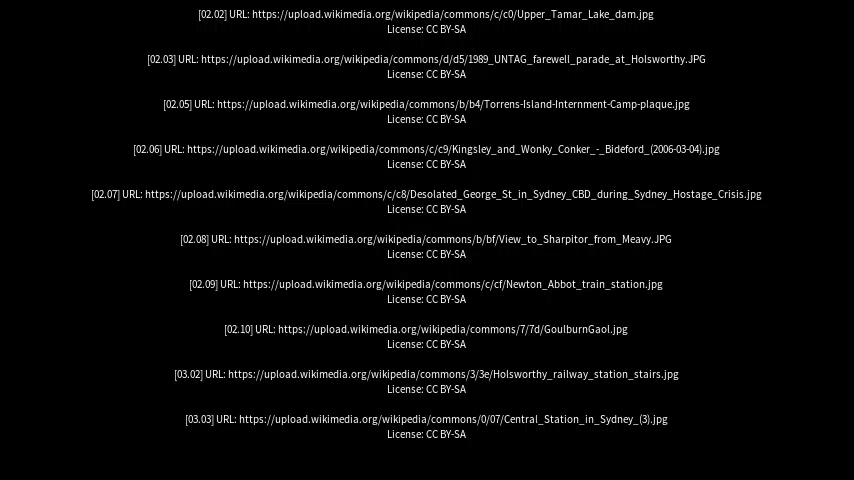 [02.02] URL: https://upload.wikimedia.org/wikipedia/commons/c/c0/Upper_Tamar_Lake_dam.jpg
License: CC BY-SA
[02.03] URL: https://upload.wikimedia.org/wikipedia/commons/d/d5/1989_UNTAG_farewell_parade_at_Holsworthy.JPG
License: CC BY-SA
[02.05] URL: https://upload.wikimedia.org/wikipedia/commons/b/b4/Torrens-Island-Internment-Camp-plaque.jpg
License: CC BY-SA
[02.06] URL: https://upload.wikimedia.org/wikipedia/commons/c/c9/Kingsley_and_Wonky_Conker_-_Bideford_(2006-03-04).jpg
License: CC BY-SA
[02.07] URL: https://upload.wikimedia.org/wikipedia/commons/c/c8/Desolated_George_St_in_Sydney_CBD_during_Sydney_Hostage_Crisis.jpg
License: CC BY-SA
[02.08] URL: https://upload.wikimedia.org/wikipedia/commons/b/bf/View_to_Sharpitor_from_Meavy.JPG
License: CC BY-SA
[02.09] URL: https://upload.wikimedia.org/wikipedia/commons/c/cf/Newton_Abbot_train_station.jpg
License: CC BY-SA
[02.10] URL: https://upload.wikimedia.org/wikipedia/commons/7/7d/GoulburnGaol.jpg
License: CC BY-SA
[03.02] URL: https://upload.wikimedia.org/wikipedia/commons/3/3e/Holsworthy_railway_station_stairs.jpg
License: CC BY-SA
[03.03] URL: https://upload.wikimedia.org/wikipedia/commons/0/07/Central_Station_in_Sydney_(3).jpg
License: CC BY-SA